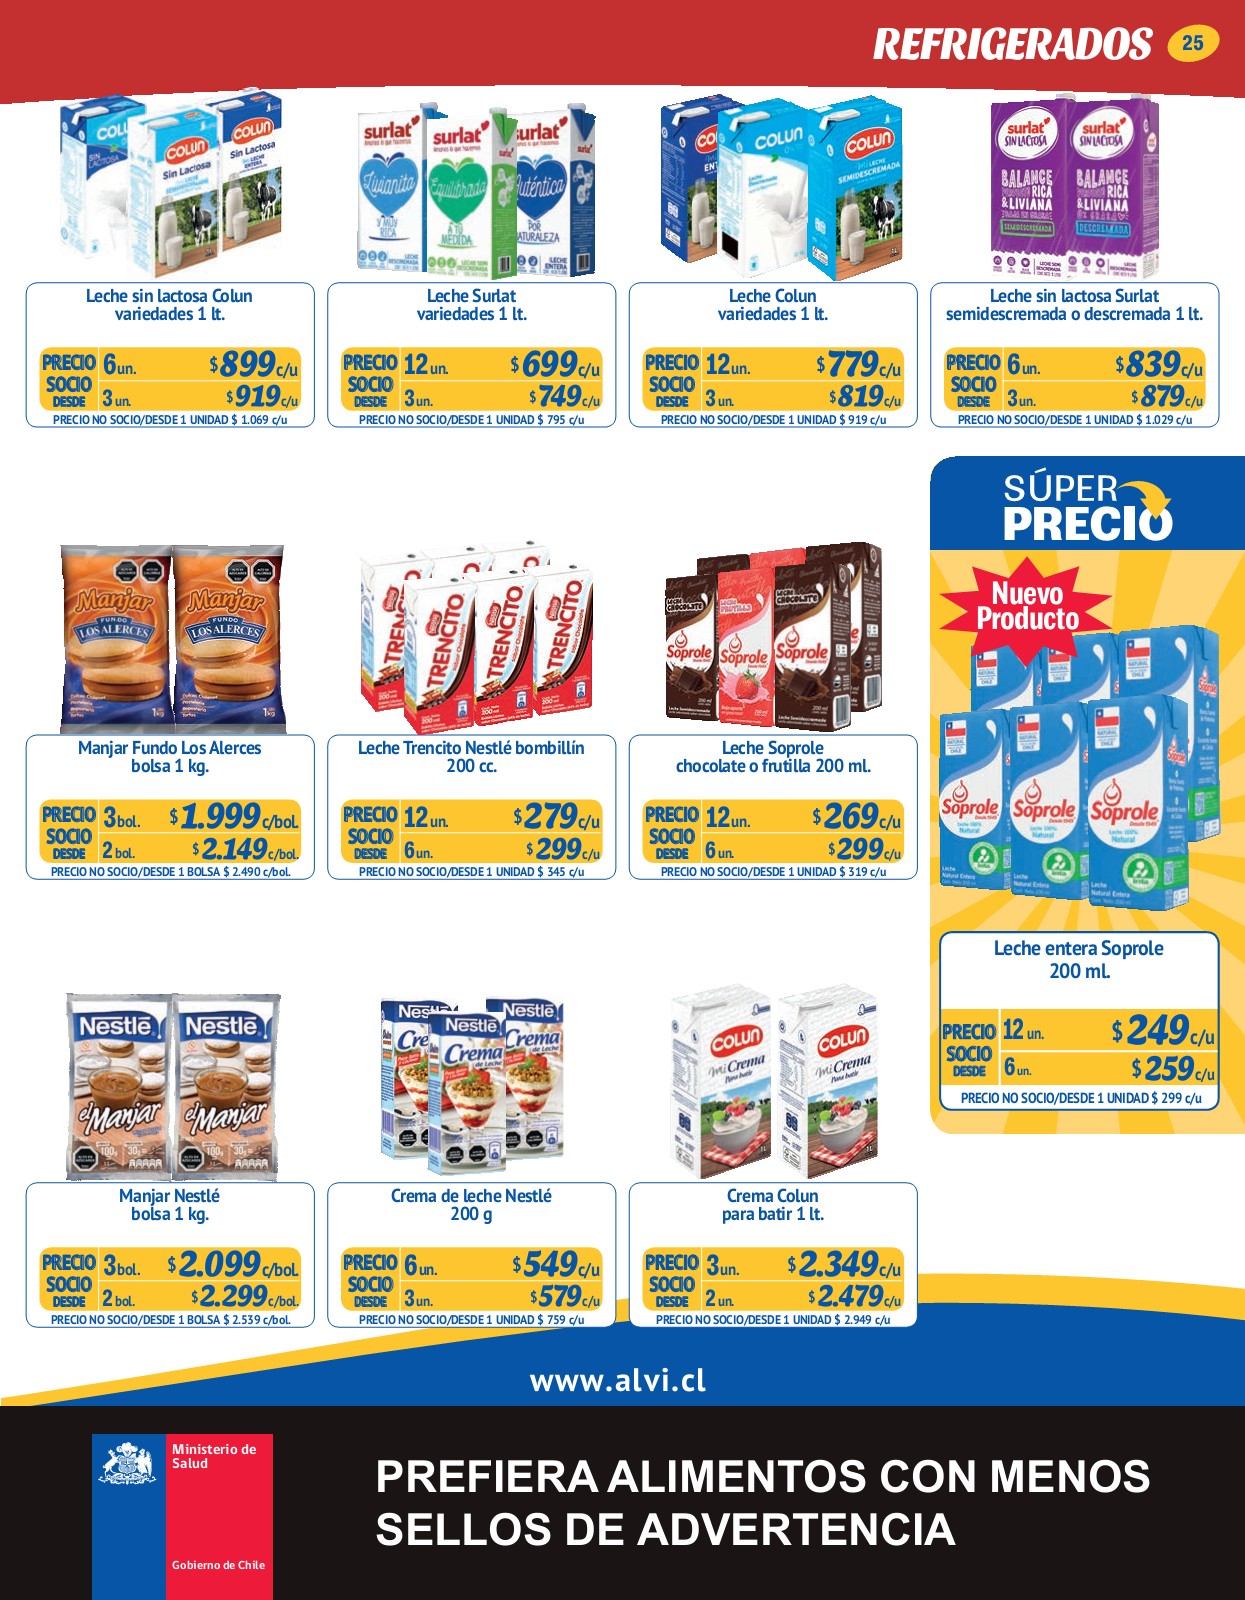 REFRIGERADOS
25
Leche sin lactosa Colun
variedades 1 lt.
PRECIO SOCIO DESDE
6 un. $899 c/u
3 un. $919 c/u
PRECIO NO SOCIO/DESDE 1 UNIDAD $ 1.069 c/u
Leche Surlat
variedades 1 lt.
PRECIO SOCIO DESDE
12 un. $699 c/u
3 un. $749 c/u
PRECIO NO SOCIO/DESDE 1 UNIDAD $ 795 c/u
Leche Colun
variedades 1 lt.
PRECIO SOCIO DESDE
12 un. $779 c/u
3 un. $819 c/u
PRECIO NO SOCIO/DESDE 1 UNIDAD $ 919 c/u
Leche sin lactosa Surlat
semidescremada o descremada 1 lt.
PRECIO SOCIO DESDE
6 un. $839 c/u
3 un. $879 c/u
PRECIO NO SOCIO/DESDE 1 UNIDAD $ 1.029 c/u
Manjar Fundo Los Alerces
bolsa 1 kg.
PRECIO SOCIO DESDE
3 bol. $1.999 c/bol.
2 bol. $2.149 c/bol.
PRECIO NO SOCIO/DESDE 1 BOLSA $ 2.490 c/bol.
Leche Trencito Nestlé bombillín
200 cc.
PRECIO SOCIO DESDE
12 un. $279 c/u
6 un. $299 c/u
PRECIO NO SOCIO/DESDE 1 UNIDAD $ 345 c/u
Leche Soprole
chocolate o frutilla 200 ml.
PRECIO SOCIO DESDE
12 un. $269 c/u
6 un. $299 c/u
PRECIO NO SOCIO/DESDE 1 UNIDAD $ 319 c/u
SÚPER
PRECIO
Nuevo
Producto
Leche entera Soprole
200 ml.
PRECIO SOCIO DESDE
12 un. $249 c/u
6 un. $259 c/u
PRECIO NO SOCIO/DESDE 1 UNIDAD $ 299 c/u
Manjar Nestlé
bolsa 1 kg.
PRECIO SOCIO DESDE
3 bol. $2.099 c/bol.
2 bol. $2.299 c/bol.
PRECIO NO SOCIO/DESDE 1 BOLSA $ 2.539 c/bol.
Crema de leche Nestlé
200 g
PRECIO SOCIO DESDE
6 un. $549 c/u
3 un. $579 c/u
PRECIO NO SOCIO/DESDE 1 UNIDAD $ 759 c/u
Crema Colun
para batir 1 lt.
PRECIO SOCIO DESDE
3 un. $2.349 c/u
2 un. $2.479 c/u
PRECIO NO SOCIO/DESDE 1 UNIDAD $ 2.949 c/u
www.alvi.cl
Ministerio de
Salud
Gobierno de Chile
PREFIERA ALIMENTOS CON MENOS
SELLOS DE ADVERTENCIA